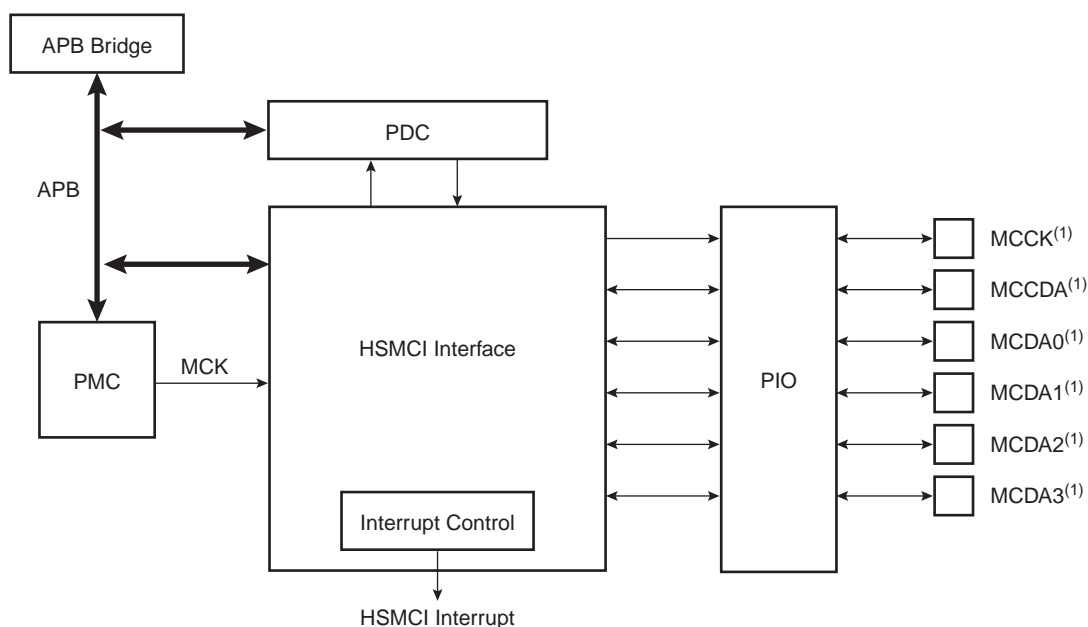 APB Bridge
PDC
APB
MCCK(1)
MCCDA(1)
HSMCI Interface
MCDA0(1)
PMC
MCK
PIO
MCDA1(1)
MCDA2(1)
MCDA3(1)
Interrupt Control
HSMCI Interrupt